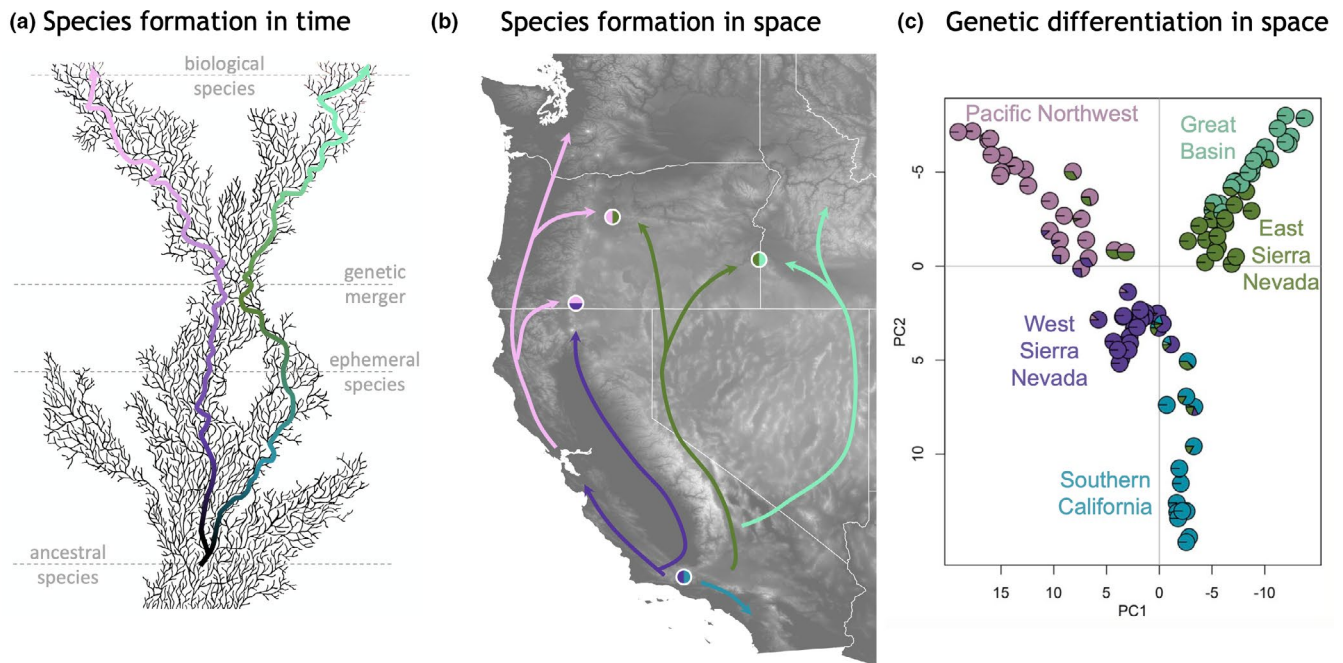 (a) Species formation in time
biological
species
genetic
merger
ephemeral
species
ancestral
species
(b) Species formation in space
(c) Genetic differentiation in space
Pacific Northwest
Great
Basin
East
Sierra
Nevada
West
Sierra
Nevada
Southern
California
PC2
-5
0
5
10
15
10
5
0
-5
-10
PC1